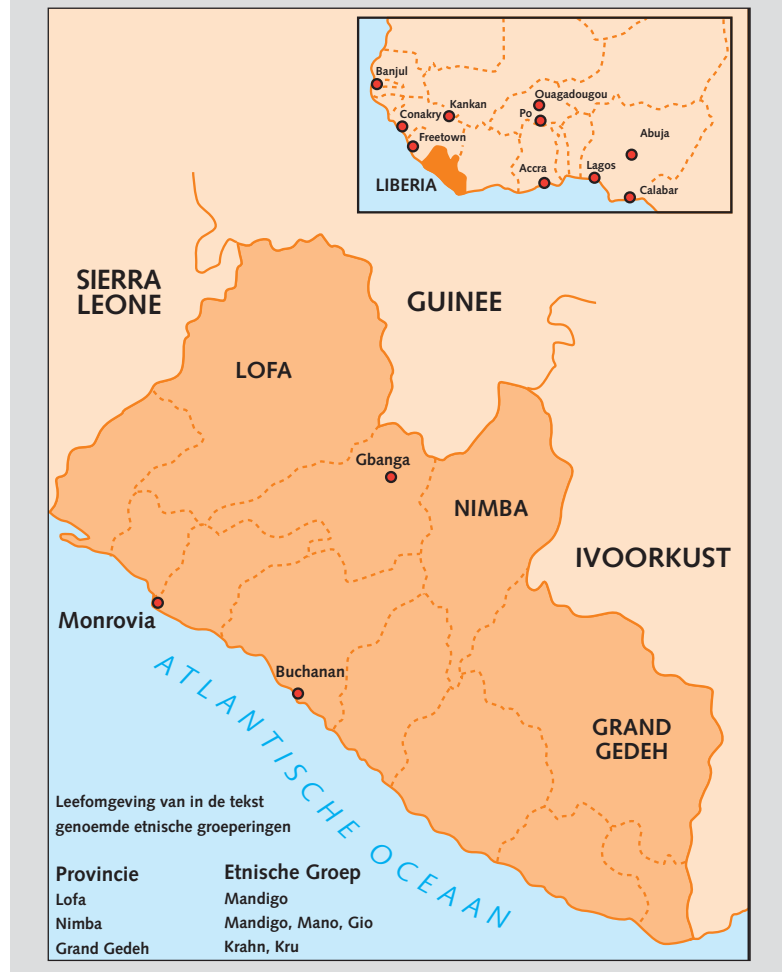 Banjul
Ouagadougou
Kankan
Po
Conakry
Abuja
Freetown
Accra
Lagos
LIBERIA
Calabar
SIERRA
LEONE
GUINEE
LOFA
Gbanga
NIMBA
IVOORKUST
Monrovia
Buchanan
ATLANTISCHE OCEAAN
GRAND
GEDEH
Leefomgeving van in de tekst
genoemde etnische groeperingen
Provincie Etnische Groep
Lofa Mandigo
Nimba Mandigo, Mano, Gio
Grand Gedeh Krahn, Kru